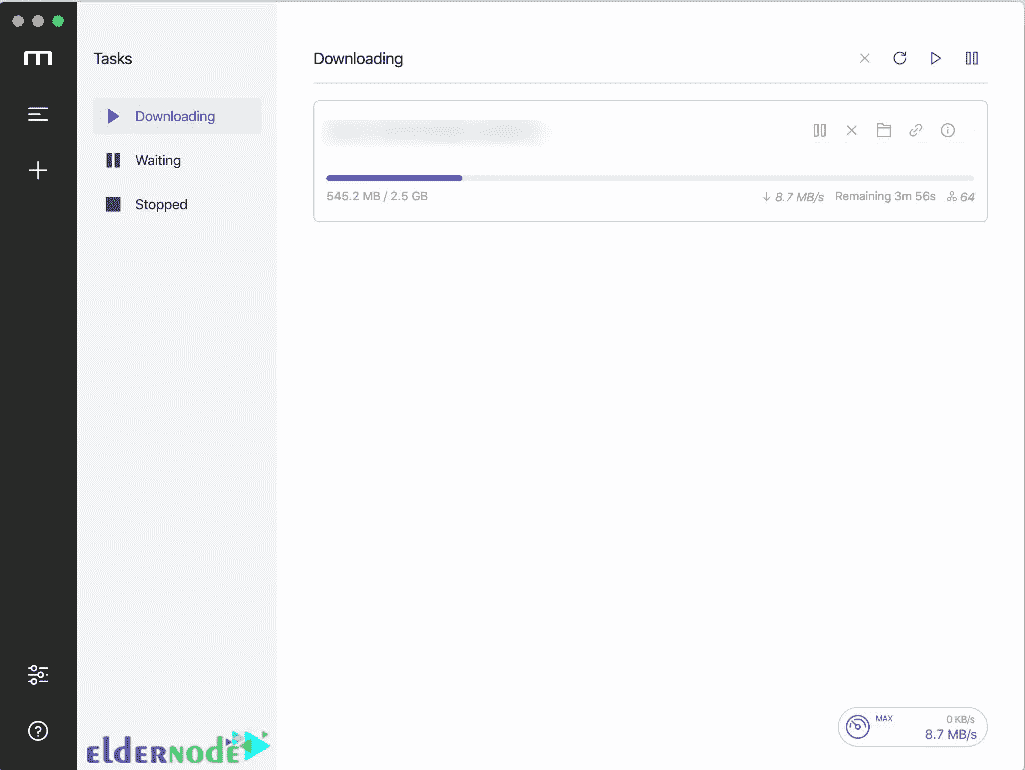 m
Tasks
Downloading
Waiting
Stopped
Downloading
545.2 MB / 2.5 GB
8.7 MB/s Remaining 3m 56s 64
MAX 0 KB/s
8.7 MB/s
elderNODE